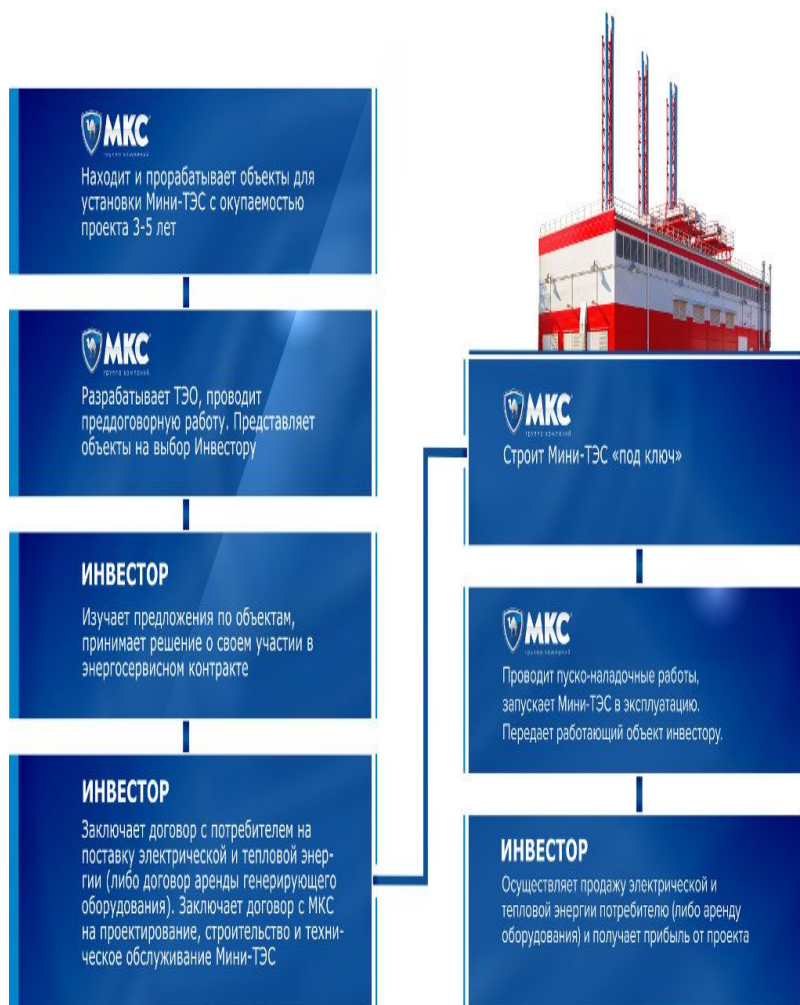 МКС
группа компаний
Находит и прорабатывает объекты для
установки Мини-ТЭС с окупаемостью
проекта 3-5 лет
МКС
группа компаний
Разрабатывает ТЭО, проводит
преддоговорную работу. Представляет
объекты на выбор Инвестору
ИНВЕСТОР
Изучает предложения по объектам,
принимает решение о своем участии в
энергосервисном контракте
ИНВЕСТОР
Заключает договор с потребителем на
поставку электрической и тепловой энер-
гии (либо договор аренды генерирующего
оборудования). Заключает договор с МКС
на проектирование, строительство и техни-
ческое обслуживание Мини-ТЭС
МКС
группа компаний
Строит Мини-ТЭС «под ключ»
МКС
группа компаний
Проводит пуско-наладочные работы,
запускает Мини-ТЭС в эксплуатацию.
Передает работающий объект инвестору.
ИНВЕСТОР
Осуществляет продажу электрической и
тепловой энергии потребителю (либо аренду
оборудования) и получает прибыль от проекта